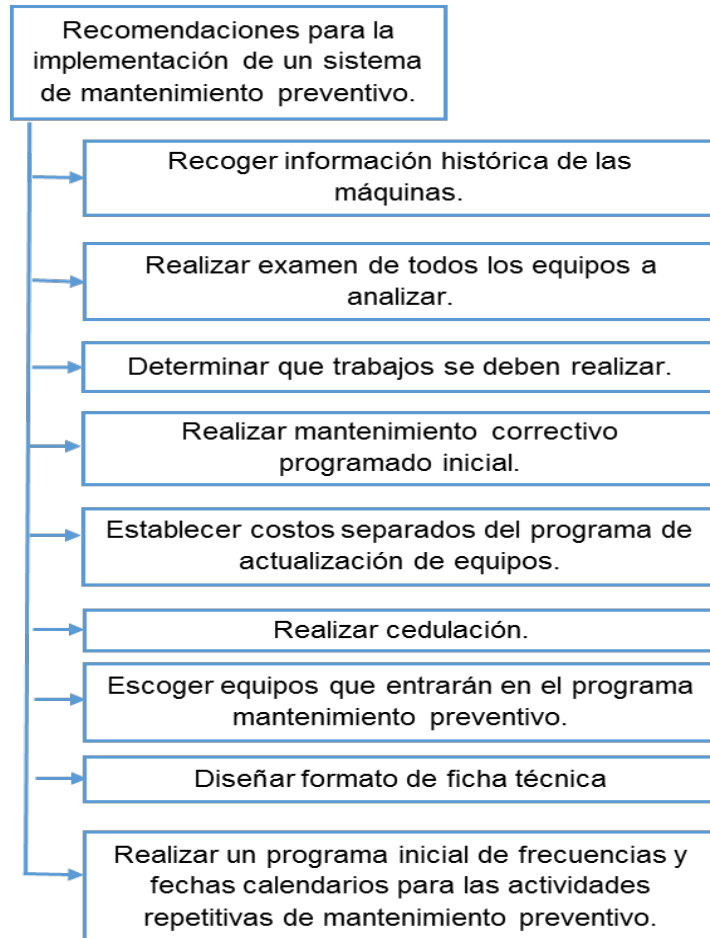 Recomendaciones para la
implementación de un sistema
de mantenimiento preventivo.
Recoger información histórica de las
máquinas.
Realizar examen de todos los equipos a
analizar.
Determinar que trabajos se deben realizar.
Realizar mantenimiento correctivo
programado inicial.
Establecer costos separados del programa de
actualización de equipos.
Realizar cedulación.
Escoger equipos que entrarán en el programa
mantenimiento preventivo.
Diseñar formato de ficha técnica
Realizar un programa inicial de frecuencias y
fechas calendarios para las actividades
repetitivas de mantenimiento preventivo.